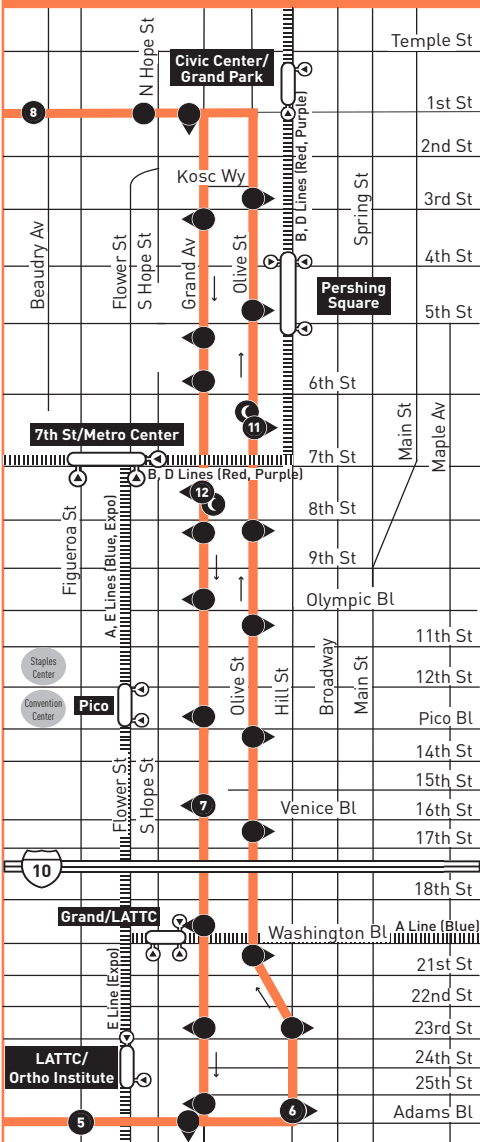 Temple St
N Hope St
Civic Center/
Grand Park
8
1st St
B, D Lines (Red, Purple)
2nd St
Kosc Wy
3rd St
Beaudry Av
Flower St
S Hope St
Grand Av
Olive St
Spring St
4th St
Pershing
Square
5th St
6th St
11
Main St
Maple Av
7th St/Metro Center
7th St
B, D Lines (Red, Purple)
12
8th St
Figueroa St
A, E Lines (Blue, Expo)
9th St
Olympic Bl
11th St
Staples
Center
12th St
Convention
Center
Pico
Olive St
Hill St
Broadway
Main St
Pico Bl
14th St
15th St
Flower St
S Hope St
7
Venice Bl
16th St
17th St
10
18th St
Grand/LATTC
Washington Bl
A Line (Blue)
21st St
E Line (Expo)
22nd St
23rd St
LATTC/
Ortho Institute
24th St
25th St
5
6
Adams Bl